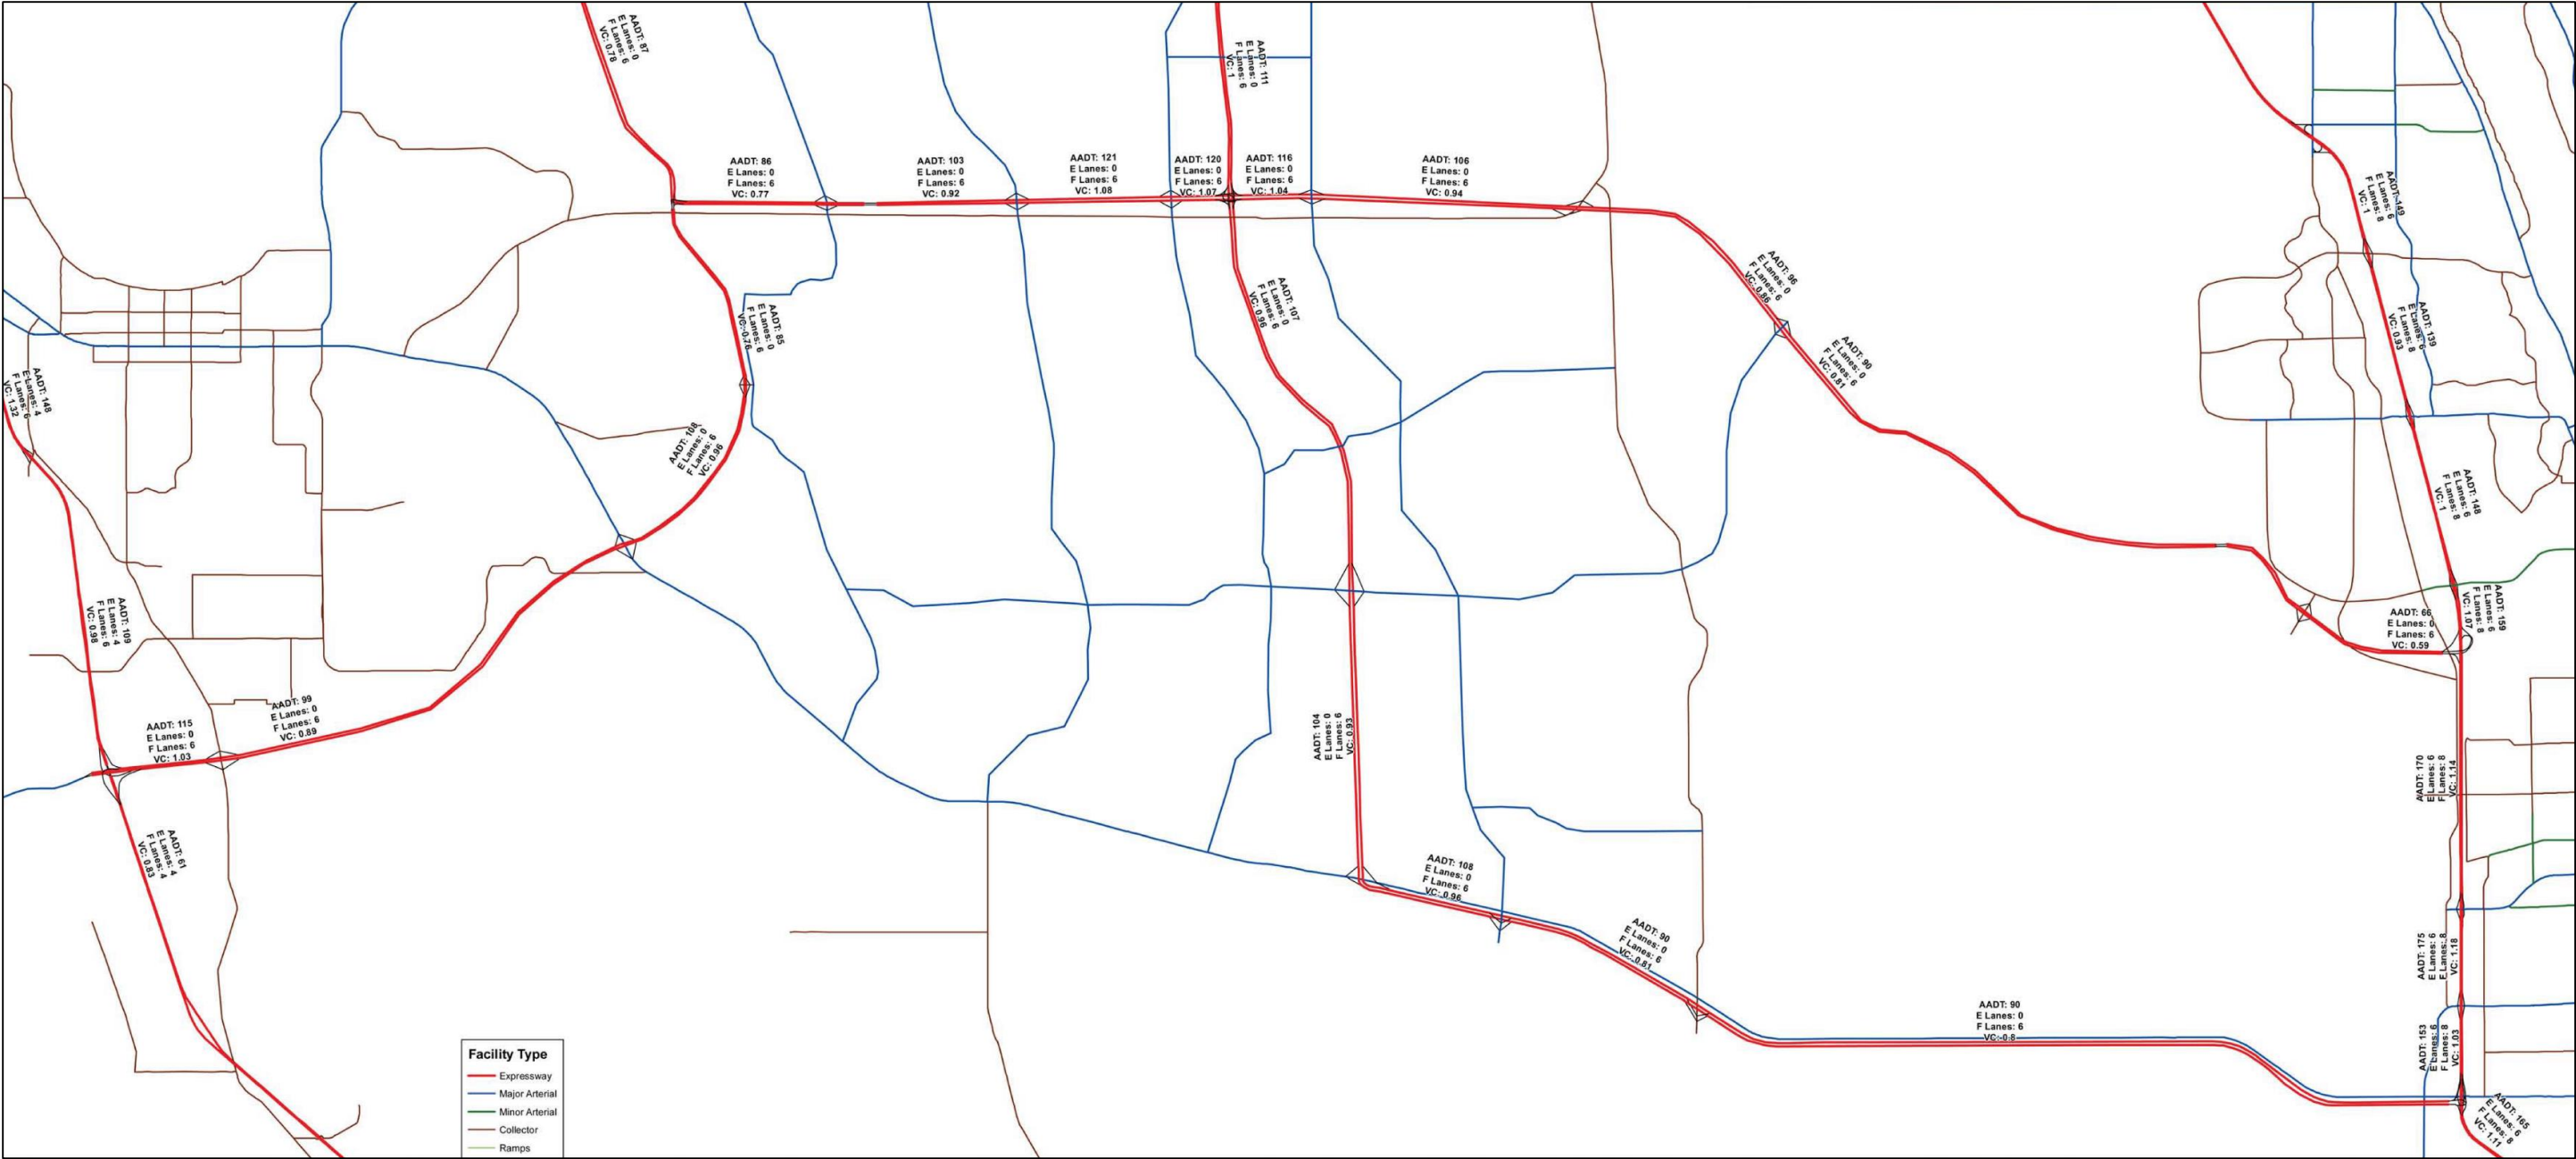 AADT: 87
E Lanes: 0
F Lanes: 6
VC: 0.78
AADT: 111
E Lanes: 0
F Lanes: 6
VC: 1
AADT: 86
E Lanes: 0
F Lanes: 6
VC: 0.77
AADT: 103
E Lanes: 0
F Lanes: 6
VC: 0.92
AADT: 121
E Lanes: 0
F Lanes: 6
VC: 1.08
AADT: 120
E Lanes: 0
F Lanes: 6
VC: 1.07
AADT: 116
E Lanes: 0
F Lanes: 6
VC: 1.04
AADT: 106
E Lanes: 0
F Lanes: 6
VC: 0.94
AADT: 149
E Lanes: 6
F Lanes: 8
VC: 1
AADT: 96
E Lanes: 0
F Lanes: 6
VC: 0.86
AADT: 107
E Lanes: 0
F Lanes: 6
VC: 0.96
AADT: 85
E Lanes: 0
F Lanes: 6
VC: 0.76
AADT: 139
E Lanes: 6
F Lanes: 8
VC: 0.93
AADT: 90
E Lanes: 0
F Lanes: 6
VC: 0.81
AADT: 148
E Lanes: 4
F Lanes: 6
VC: 1.32
AADT: 108
E Lanes: 0
F Lanes: 6
VC: 0.96
AADT: 148
E Lanes: 6
F Lanes: 8
VC: 1
AADT: 109
E Lanes: 4
F Lanes: 6
VC: 0.98
AADT: 159
E Lanes: 6
F Lanes: 8
VC: 1.07
AADT: 66
E Lanes: 0
F Lanes: 6
VC: 0.59
AADT: 115
E Lanes: 0
F Lanes: 6
VC: 1.03
AADT: 99
E Lanes: 0
F Lanes: 6
VC: 0.89
AADT: 104
E Lanes: 0
F Lanes: 6
VC: 0.93
AADT: 170
E Lanes: 6
F Lanes: 8
VC: 1.14
AADT: 61
E Lanes: 4
F Lanes: 4
VC: 0.83
AADT: 108
E Lanes: 0
F Lanes: 6
VC: 0.96
AADT: 90
E Lanes: 0
F Lanes: 6
VC: 0.81
AADT: 175
E Lanes: 6
F Lanes: 8
VC: 1.18
AADT: 90
E Lanes: 0
F Lanes: 6
VC: 0.8
AADT: 153
E Lanes: 6
F Lanes: 8
VC: 1.03
AADT: 165
E Lanes: 6
F Lanes: 8
VC: 1.11
Facility Type
Expressway
Major Arterial
Minor Arterial
Collector
Ramps